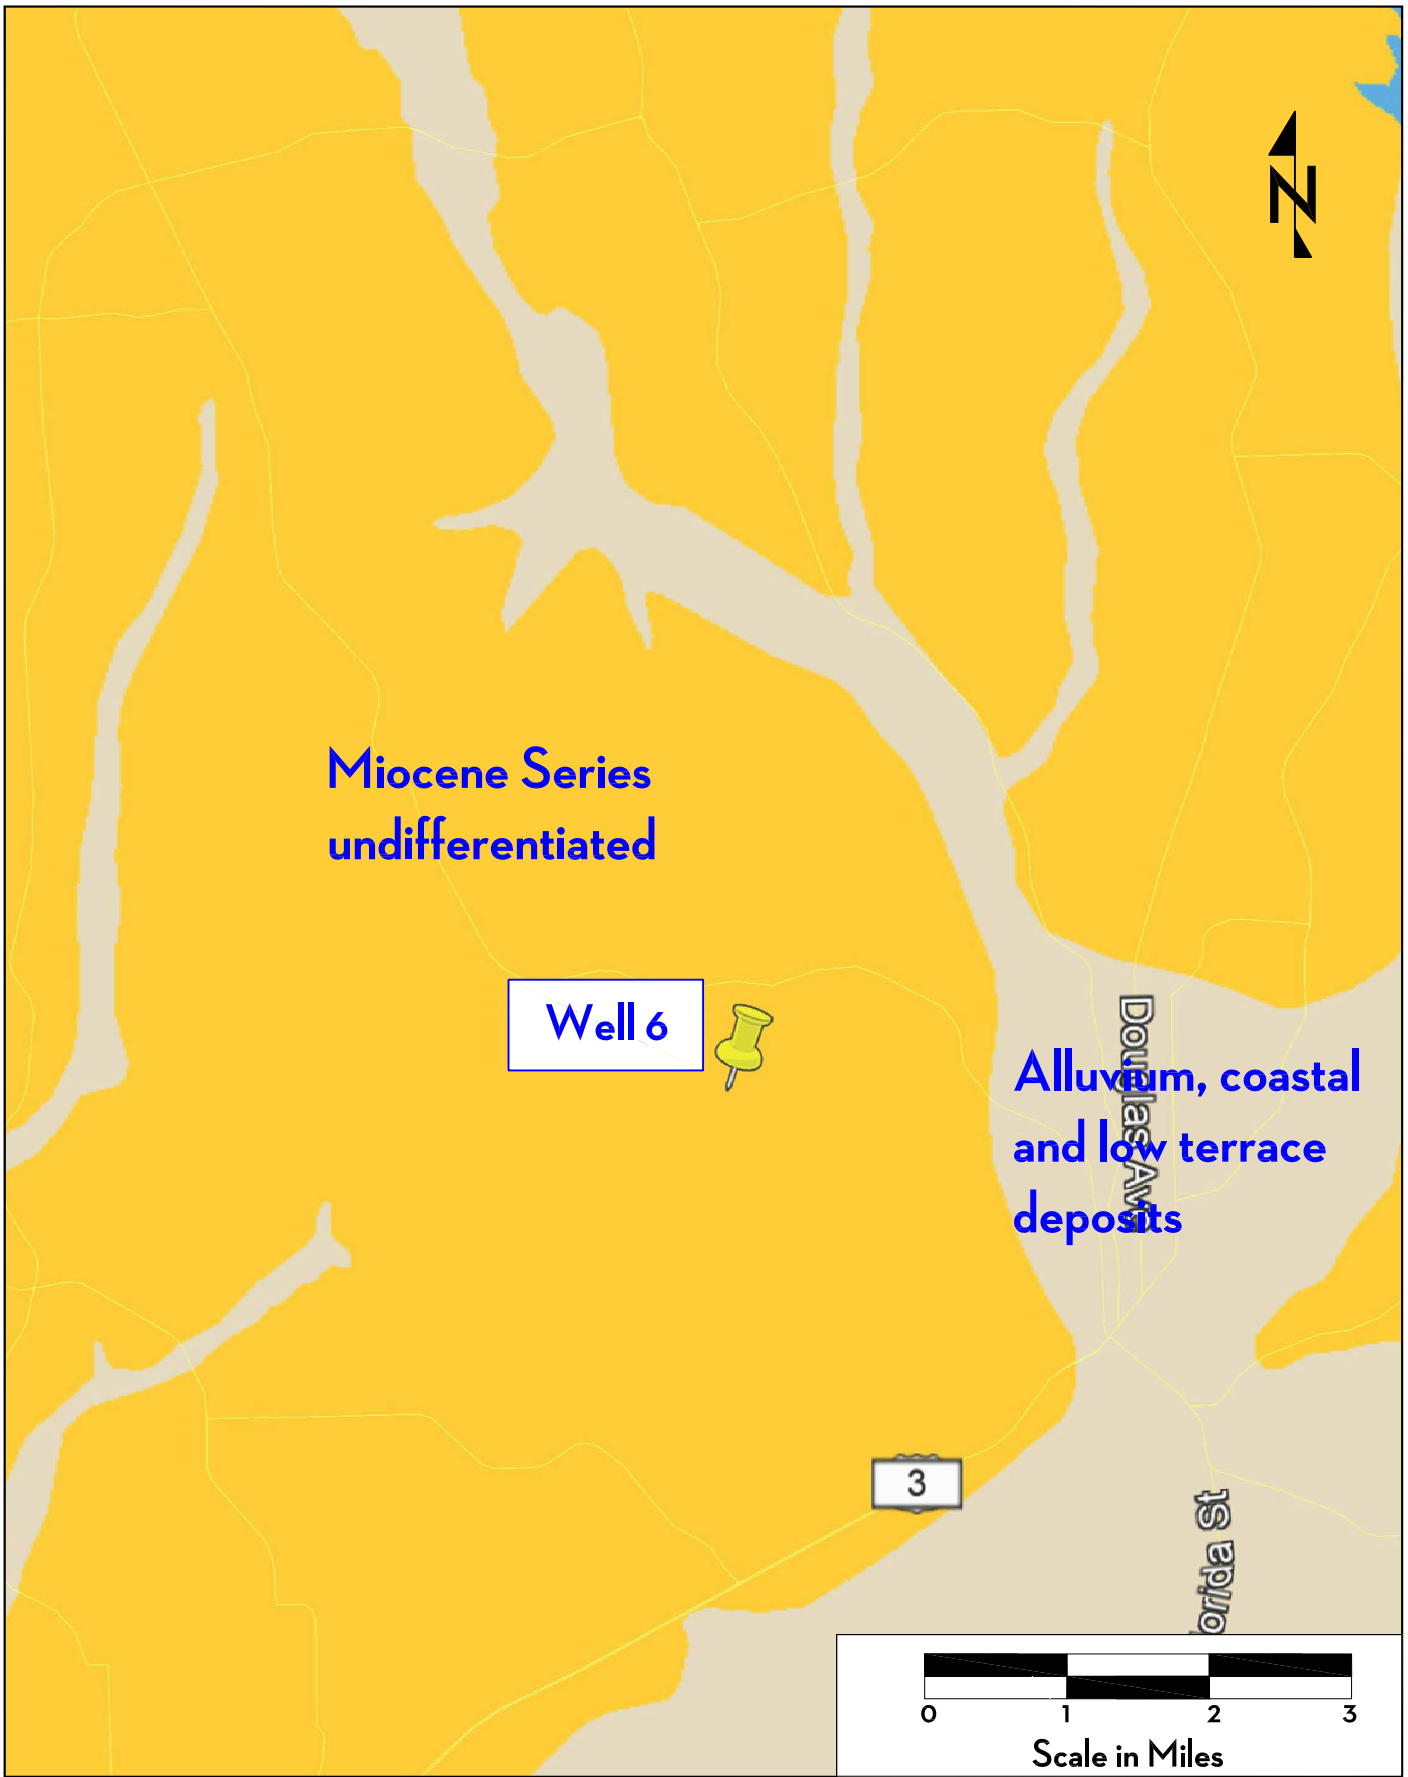 N
Miocene Series
undifferentiated
Well 6
Douglas Ave
Alluvium, coastal
and low terrace
deposits
3
lorida St
0 1 2 3
Scale in Miles